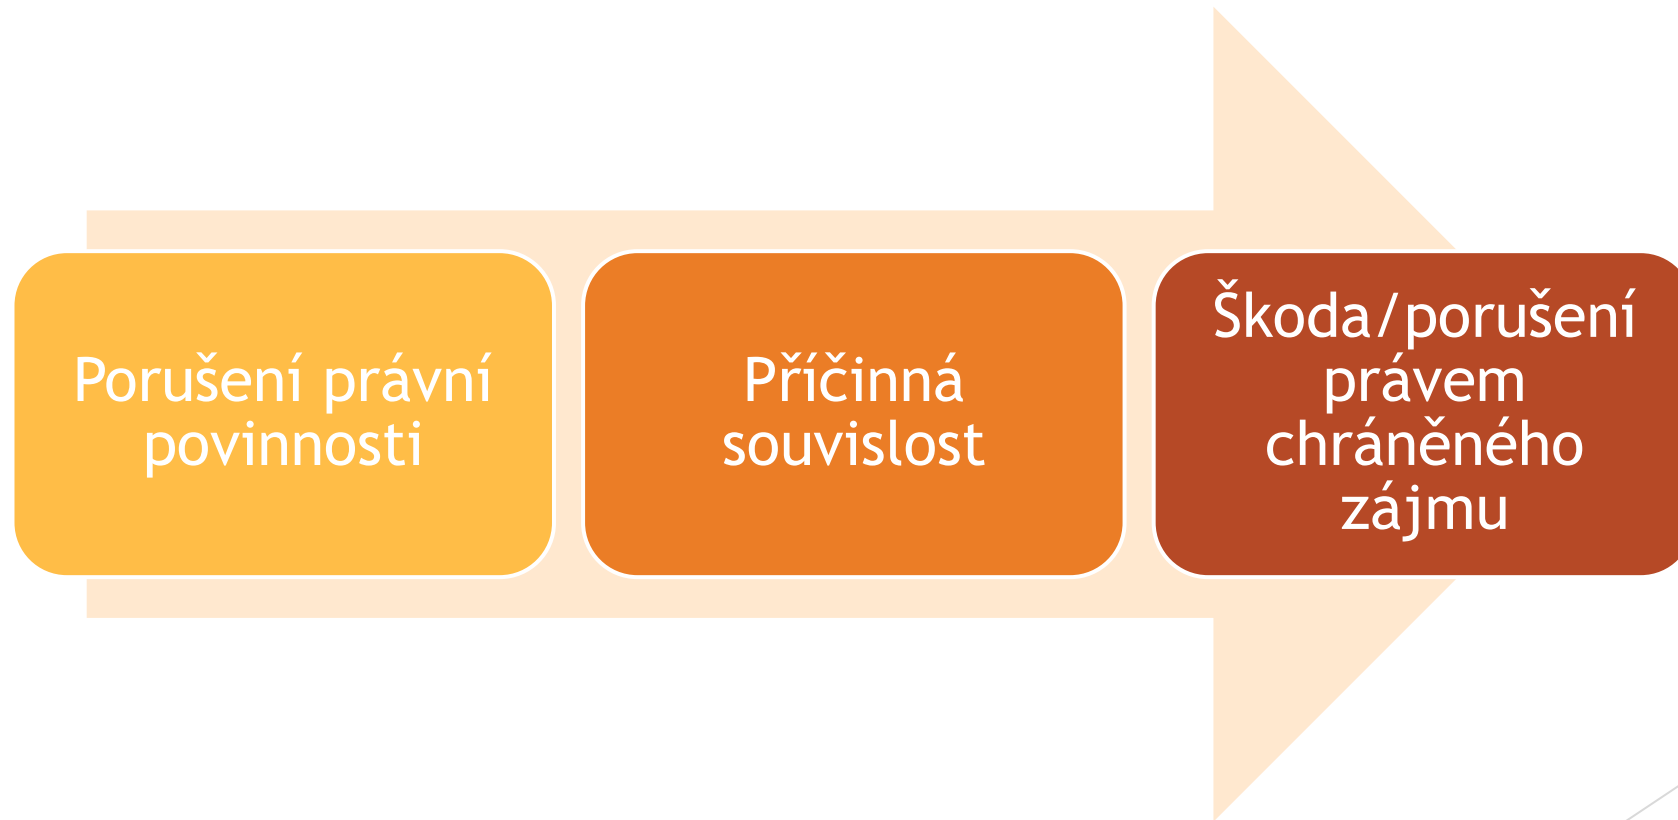 Porušení právní
povinnosti
Příčinná
souvislost
Škoda/porušení
právem
chráněného
zájmu